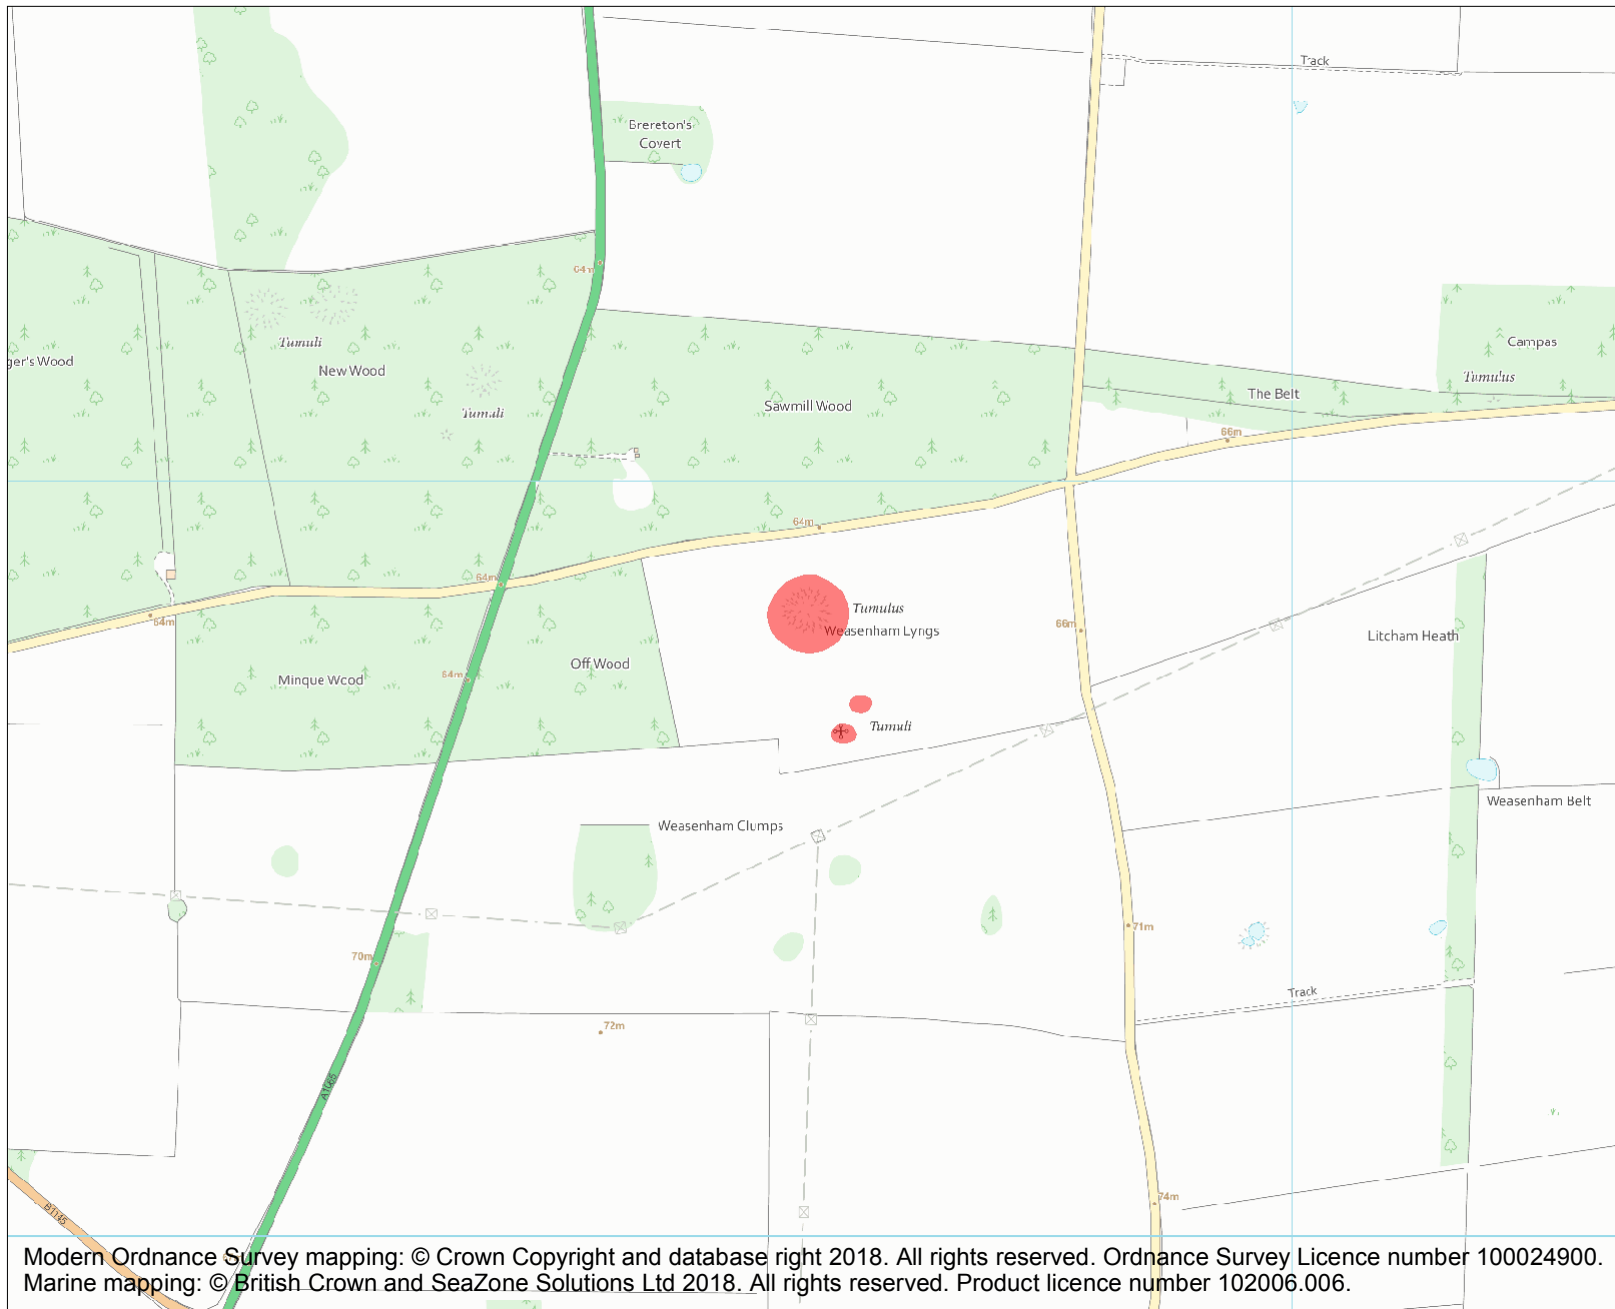 Track
Brereton's
Covert
64m
Tumuli
ger's Wood
New Wood
Campas
Tumulus
Tumuli
Sawmill Wood
The Belt
66m
64m
64m
Tumulus
64m
66m
Weasenham Lyngs
Litcham Heath
Off Wood
64m
Minque Wood
Tumuli
Weasenham Belt
Weasenham Clumps
71m
70m
Track
72m
A1065
74m
B1145
Modern Ordnance Survey mapping: © Crown Copyright and database right 2018. All rights reserved. Ordnance Survey Licence number 100024900.
Marine mapping: © British Crown and SeaZone Solutions Ltd 2018. All rights reserved. Product licence number 102006.006.